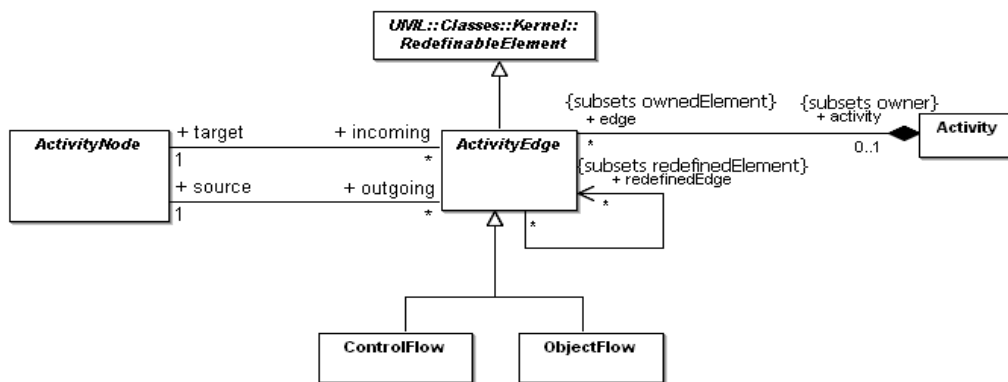 UML::Classes::Kernel::
RedefinableElement
{subsets ownedElement}
+ edge
*
{subsets owner}
+ activity
0..1
Activity
ActivityNode
+ target
1
+ incoming
*
ActivityEdge
+ source
1
+ outgoing
*
{subsets redefinedElement}
+ redefinedEdge
*
*
ControlFlow
ObjectFlow